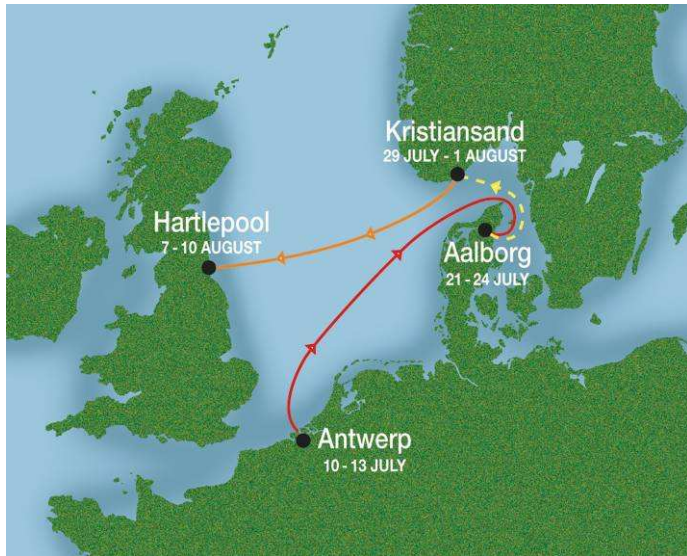 Kristiansand
29 JULY - 1 AUGUST
Hartlepool
7 - 10 AUGUST
Aalborg
21 - 24 JULY
Antwerp
10 - 13 JULY